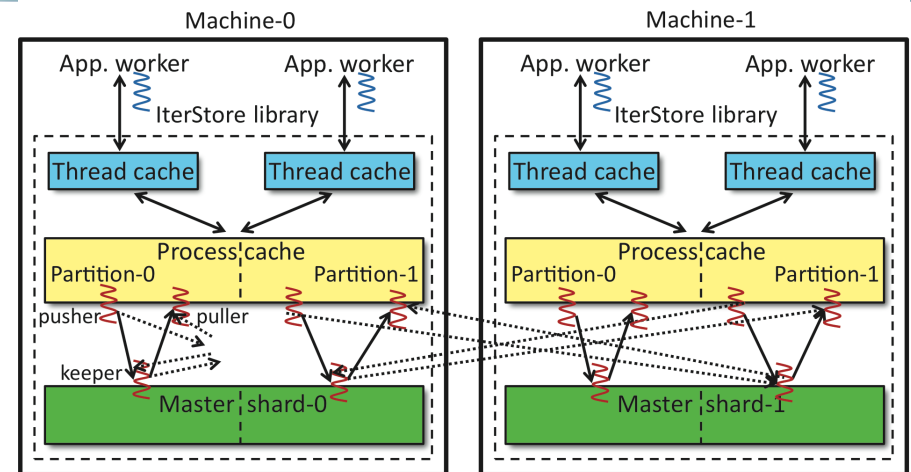 Machine-0
Machine-1
App. worker
App. worker
App. worker
App. worker
IterStore library
IterStore library
Thread cache
Thread cache
Thread cache
Thread cache
Process cache
Process cache
Partition-0
Partition-1
Partition-0
Partition-1
pusher
puller
keeper
Master shard-0
Master shard-1